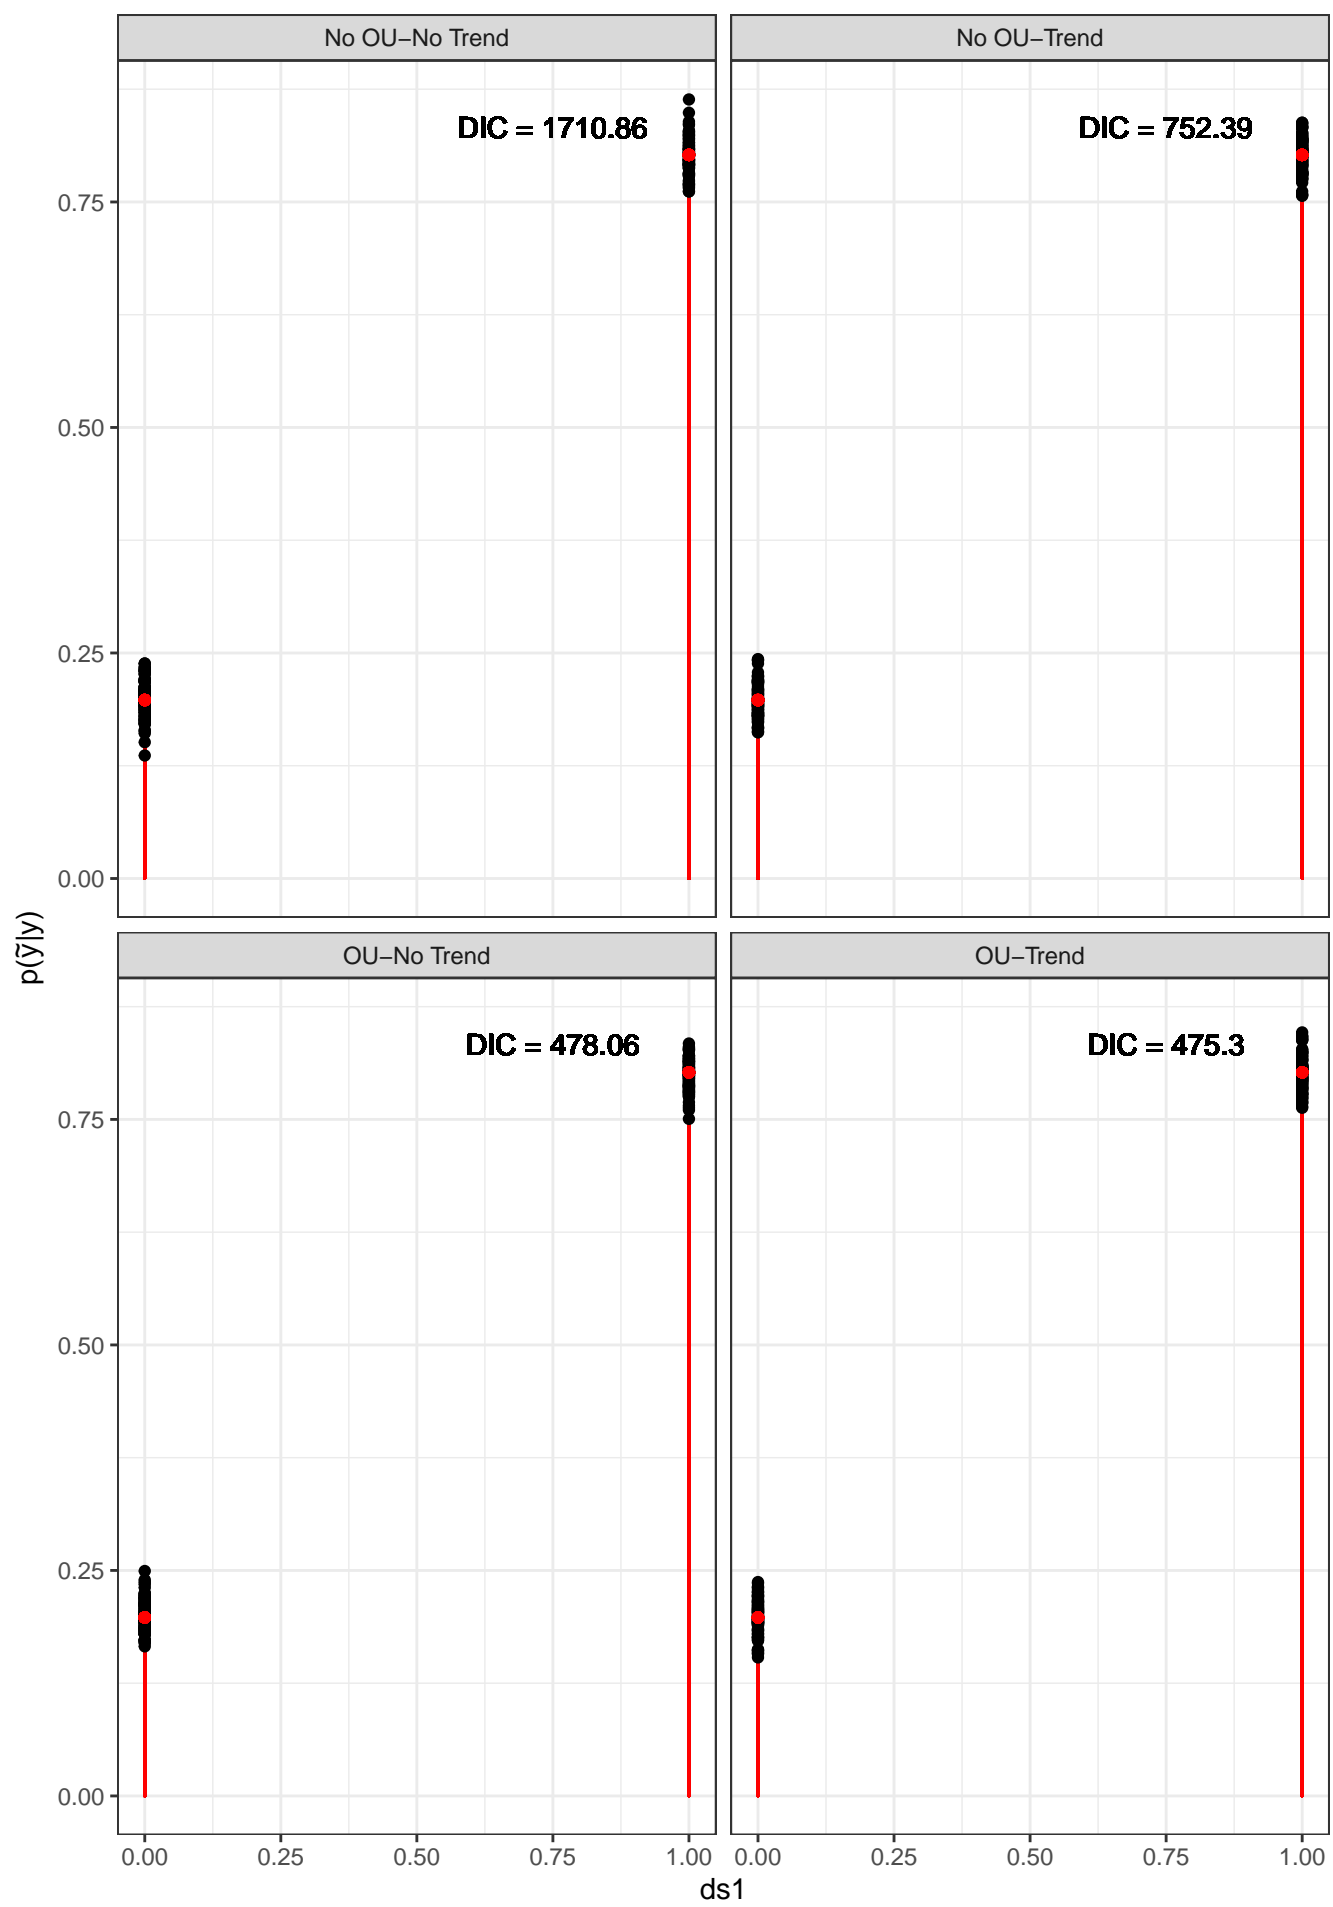 No OU–No Trend
No OU–Trend
DIC = 1710.86
DIC = 752.39
0.75
0.50
0.25
0.00
p(ỹ|y)
OU–No Trend
OU–Trend
DIC = 478.06
DIC = 475.3
0.75
0.50
0.25
0.00
0.00 0.25 0.50 0.75 1.00
0.00 0.25 0.50 0.75 1.00
ds1